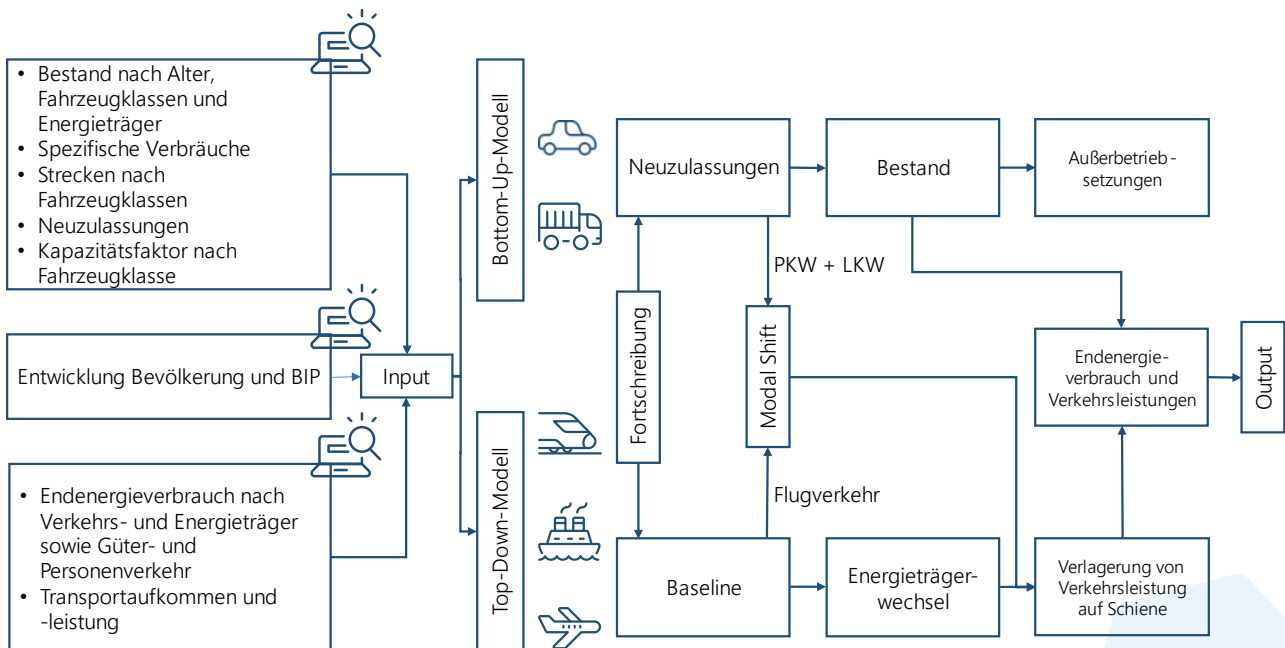 • Bestand nach Alter,
Fahrzeugklassen und
Energieträger
• Spezifische Verbräuche
• Strecken nach
Fahrzeugklassen
• Neuzulassungen
• Kapazitätsfaktor nach
Fahrzeugklasse
Entwicklung Bevölkerung und BIP
• Endenergieverbrauch nach
Verkehrs- und Energieträger
sowie Güter- und
Personenverkehr
• Transportaufkommen und
-leistung
Input
Bottom-Up-Modell
Top-Down-Modell
Neuzulassungen
Bestand
Außerbetrieb-
setzungen
PKW + LKW
Fortschreibung
Modal Shift
Flugverkehr
Baseline
Energieträger-
wechsel
Verlagerung von
Verkehrsleistung
auf Schiene
Endenergie-
verbrauch und
Verkehrsleistungen
Output